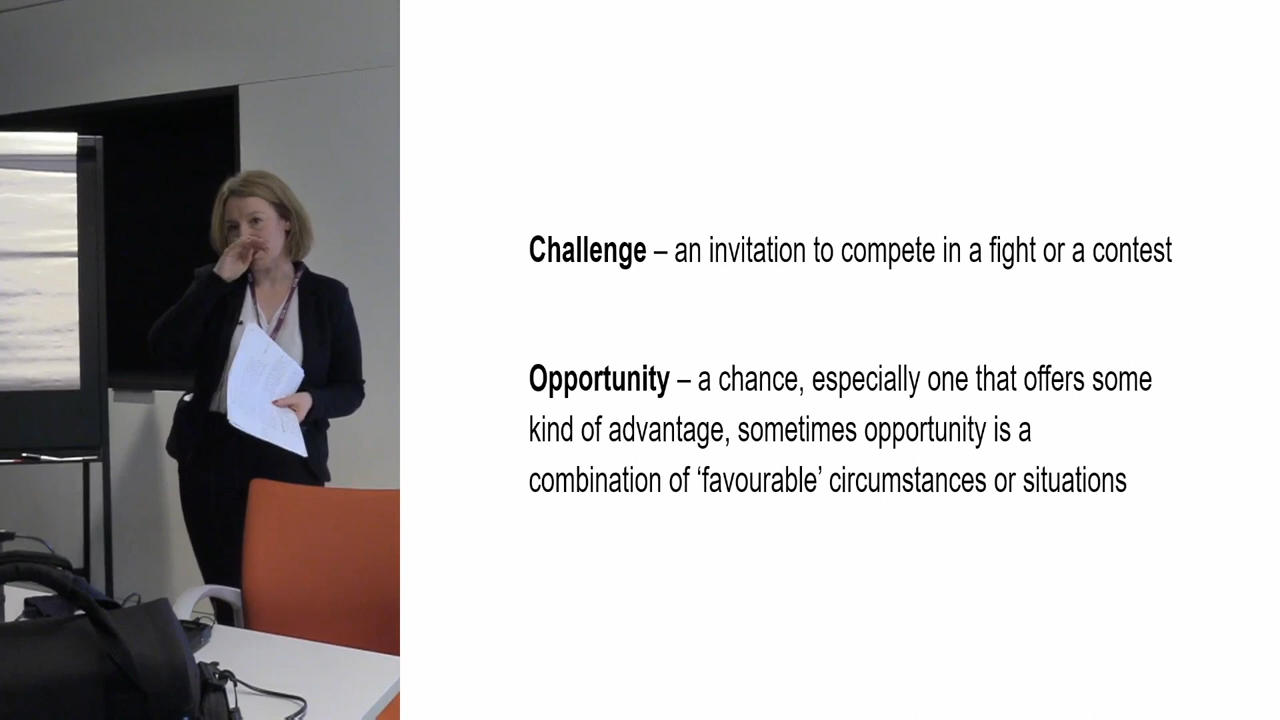 Challenge – an invitation to compete in a fight or a contest
Opportunity – a chance, especially one that offers some
kind of advantage, sometimes opportunity is a
combination of ‘favourable’ circumstances or situations